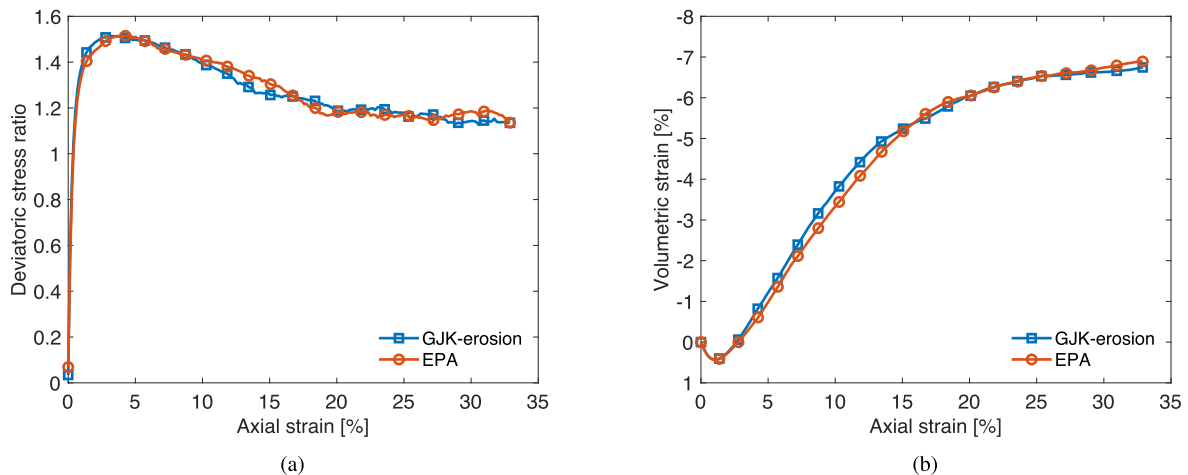 1.6
1.4
1.2
1
0.8
0.6
0.4
0.2
0
0 5 10 15 20 25 30 35
Deviatoric stress ratio
Axial strain [%]
GJK-erosion
EPA
(a)
-8
-7
-6
-5
-4
-3
-2
-1
0
1
0 5 10 15 20 25 30 35
Volumetric strain [%]
Axial strain [%]
GJK-erosion
EPA
(b)